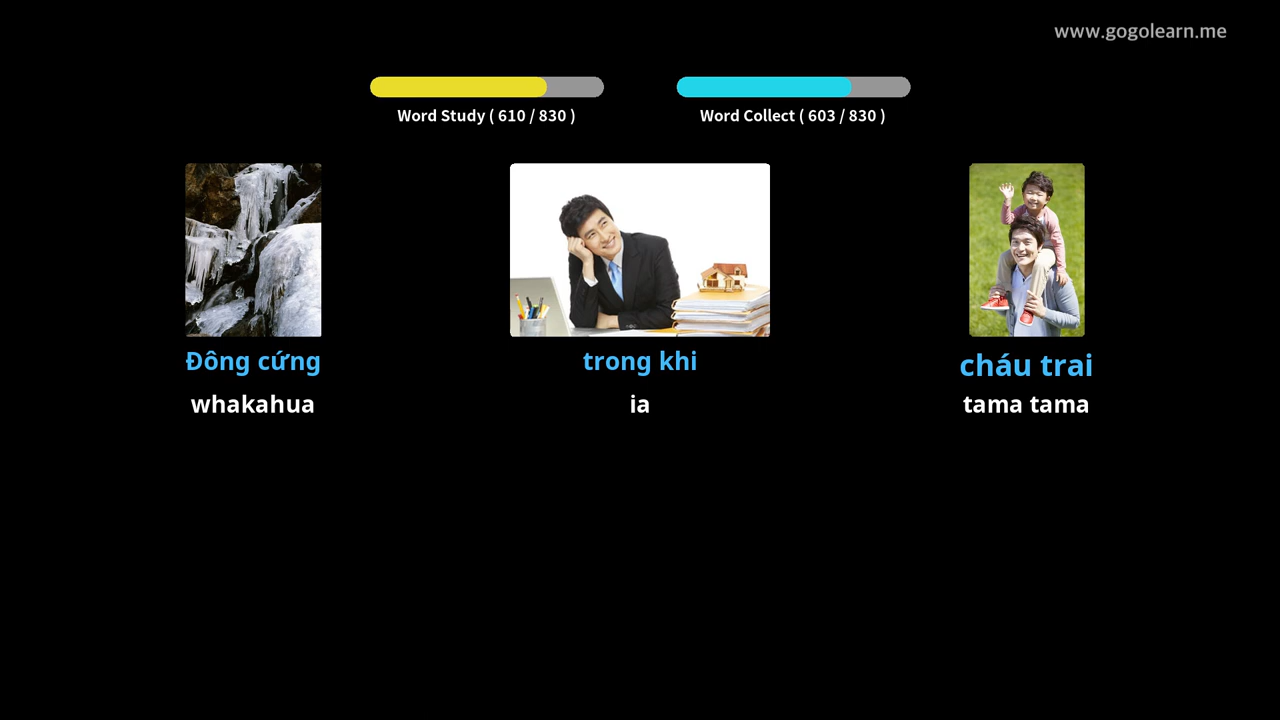 www.gogolearn.me
Word Study ( 610 / 830 )
Word Collect ( 603 / 830 )
Đông cứng
whakahua
trong khi
ia
cháu trai
tama tama